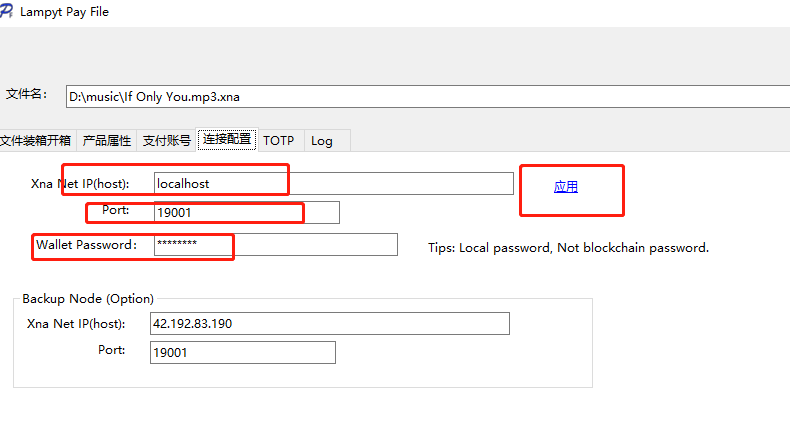 Lampyt Pay File
文件名: D:\music\If Only You.mp3.xna
文件装箱开箱 产品属性 支付账号 连接配置 TOTP Log
Xna Net IP(host): localhost 应用
Port: 19001
Wallet Password: ******** Tips: Local password, Not blockchain password.
Backup Node (Option)
Xna Net IP(host): 42.192.83.190
Port: 19001